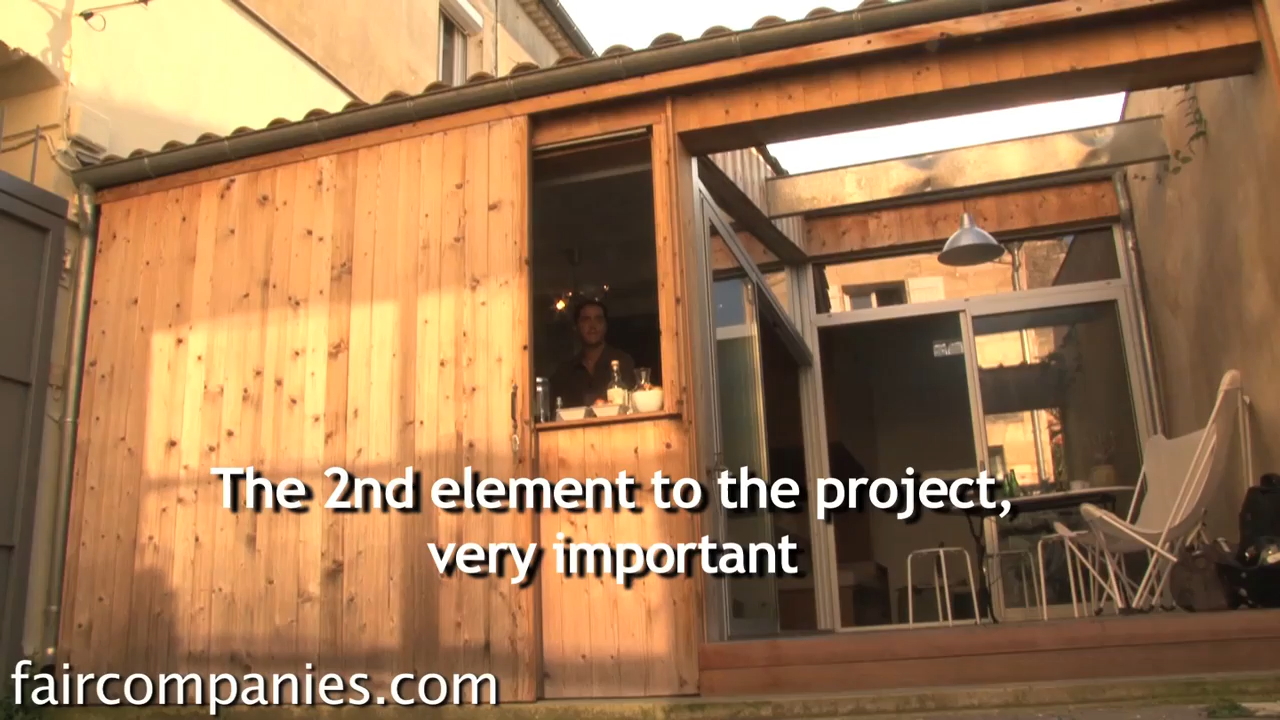 The 2nd element to the project,
very important
faircompanies.com